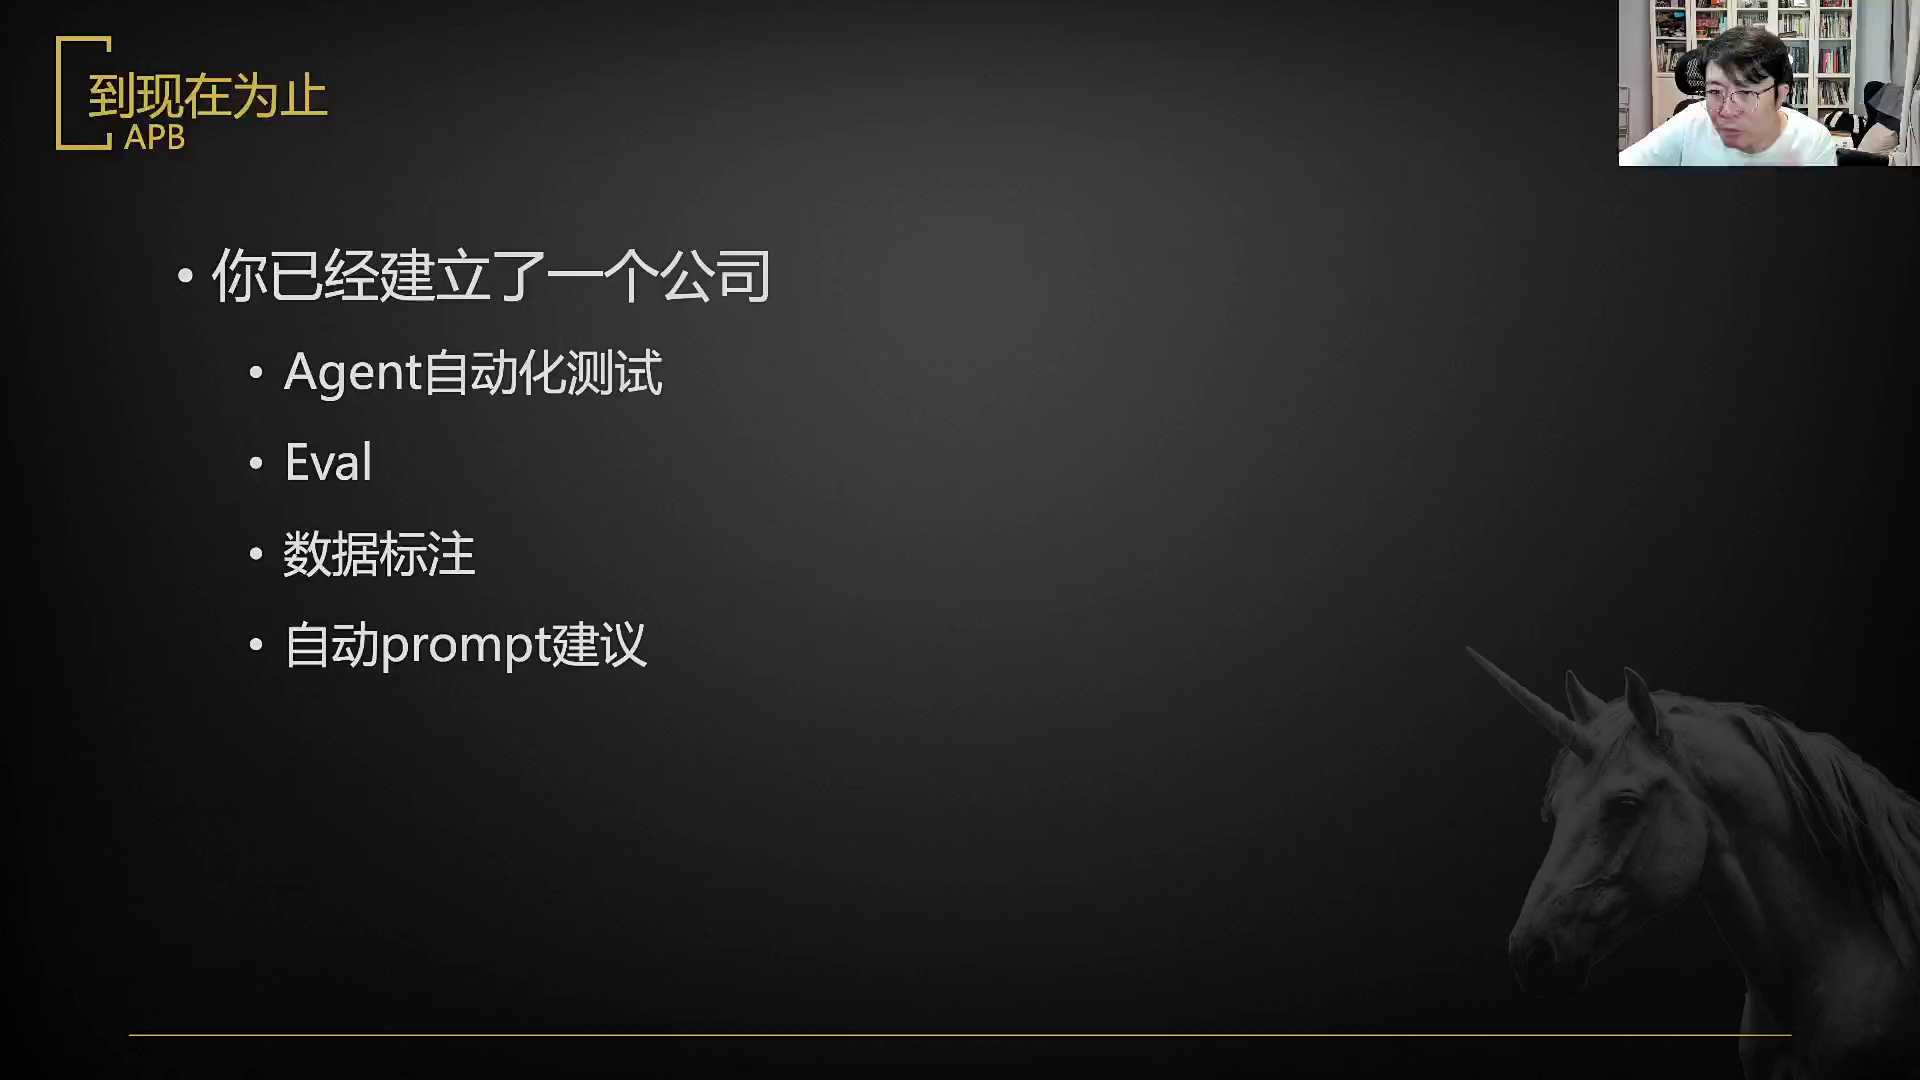 到现在为止
APB
• 你已经建立了一个公司
• Agent自动化测试
• Eval
• 数据标注
• 自动prompt建议